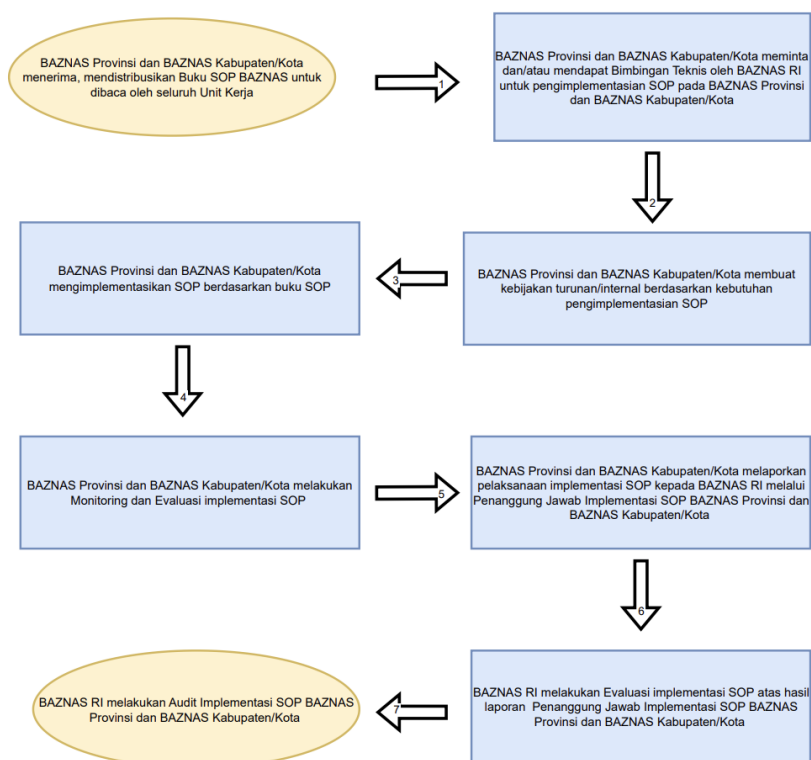 BAZNAS Provinsi dan BAZNAS Kabupaten/Kota
menerima, mendistribusikan Buku SOP BAZNAS untuk
dibaca oleh seluruh Unit Kerja
1
BAZNAS Provinsi dan BAZNAS Kabupaten/Kota meminta
dan/atau mendapat Bimbingan Teknis oleh BAZNAS RI
untuk pengimplementasian SOP pada BAZNAS Provinsi
dan BAZNAS Kabupaten/Kota
2
BAZNAS Provinsi dan BAZNAS Kabupaten/Kota membuat
kebijakan turunan/internal berdasarkan kebutuhan
pengimplementasian SOP
3
BAZNAS Provinsi dan BAZNAS Kabupaten/Kota
mengimplementasikan SOP berdasarkan buku SOP
4
BAZNAS Provinsi dan BAZNAS Kabupaten/Kota melakukan
Monitoring dan Evaluasi implementasi SOP
5
BAZNAS Provinsi dan BAZNAS Kabupaten/Kota melaporkan
pelaksanaan implementasi SOP kepada BAZNAS RI melalui
Penanggung Jawab Implementasi SOP BAZNAS Provinsi dan
BAZNAS Kabupaten/Kota
6
BAZNAS RI melakukan Evaluasi implementasi SOP atas hasil
laporan  Penanggung Jawab Implementasi SOP BAZNAS
Provinsi dan BAZNAS Kabupaten/Kota
7
BAZNAS RI melakukan Audit Implementasi SOP BAZNAS
Provinsi dan BAZNAS Kabupaten/Kota